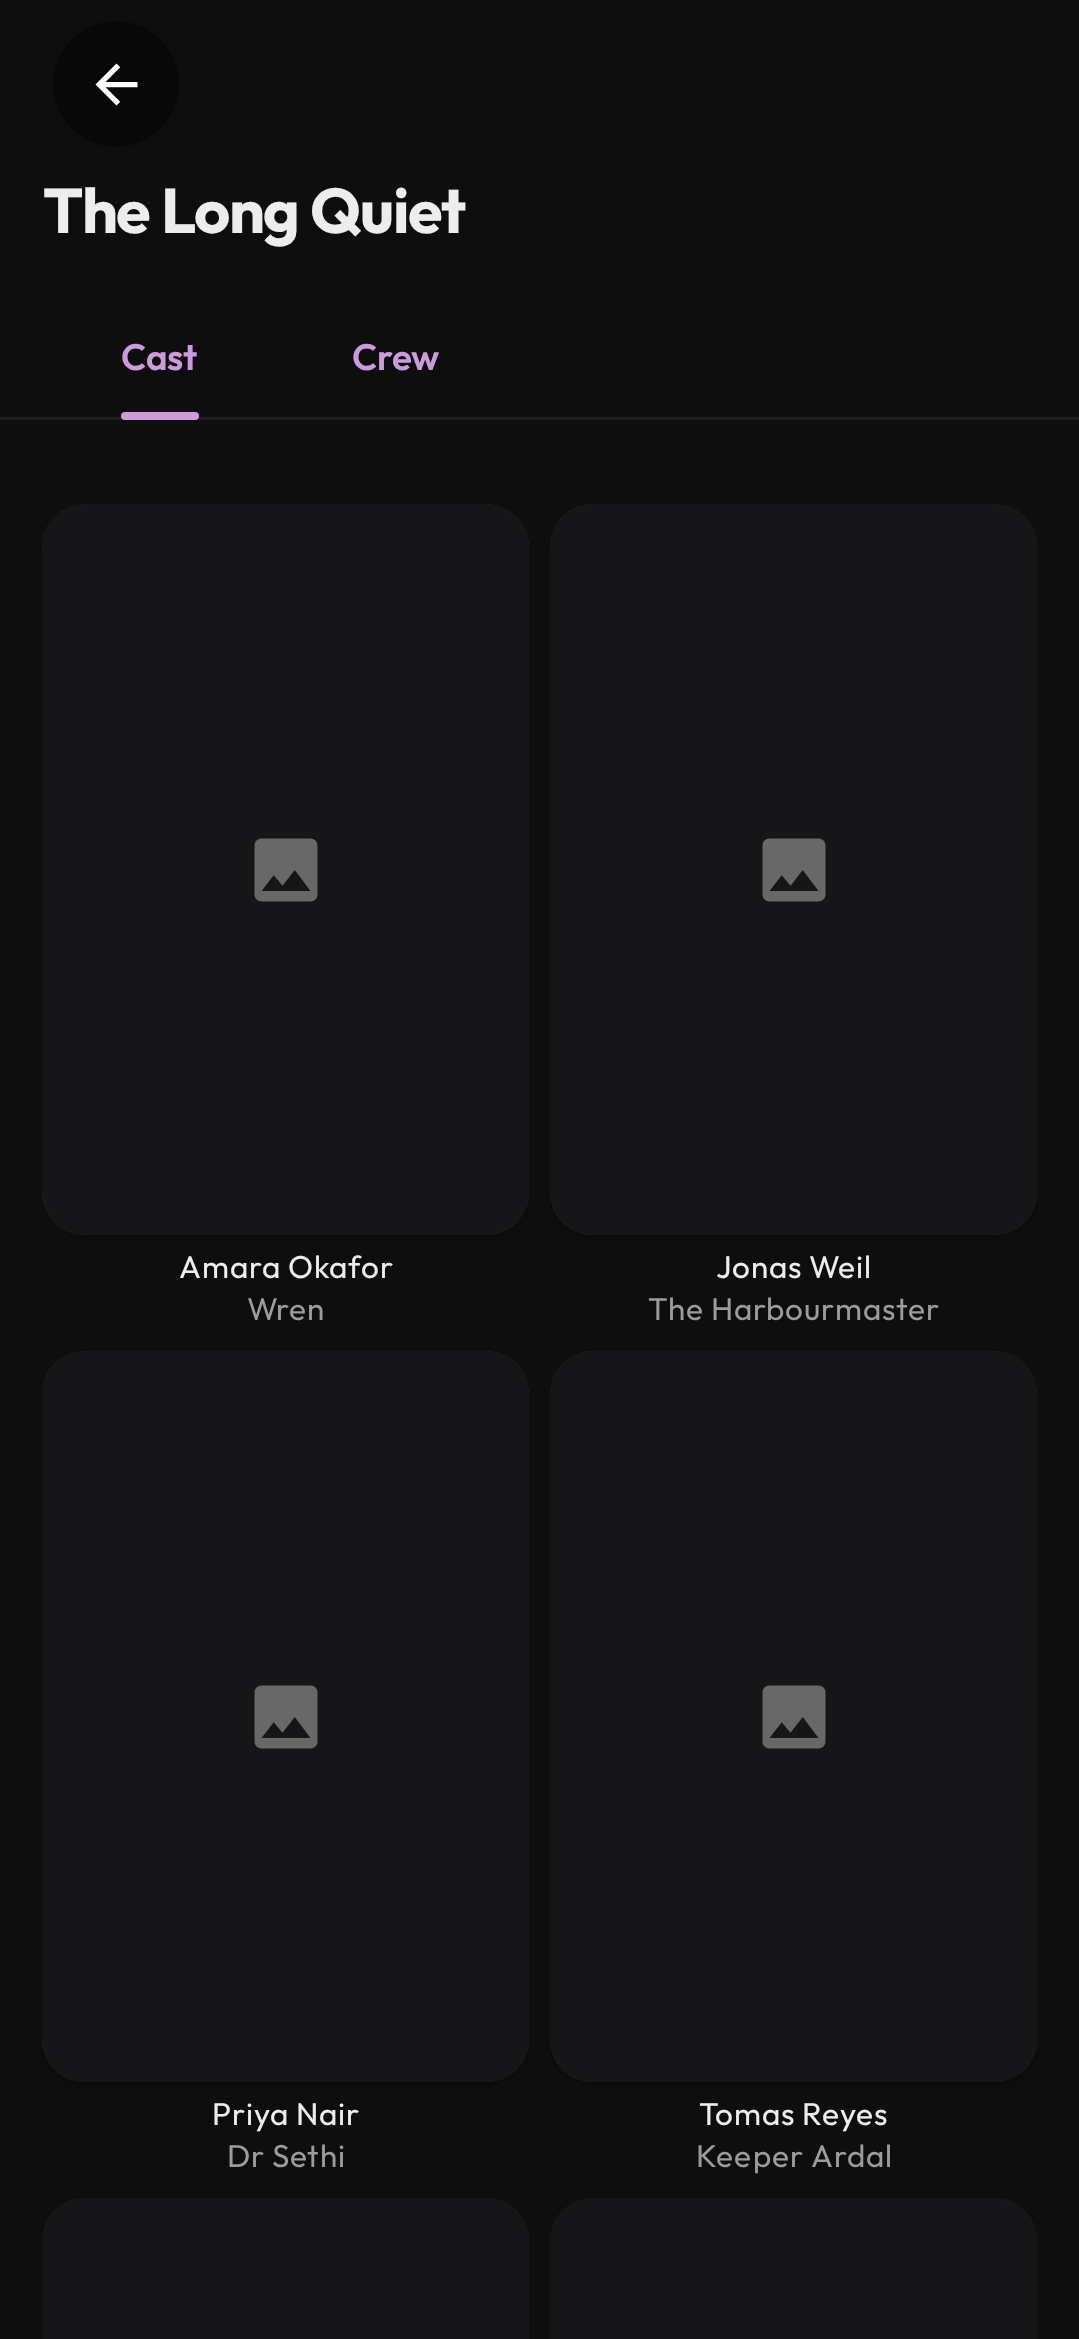 The Long Quiet
Cast
Crew
Amara Okafor
Wren
Jonas Weil
The Harbourmaster
Priya Nair
Dr Sethi
Tomas Reyes
Keeper Ardal